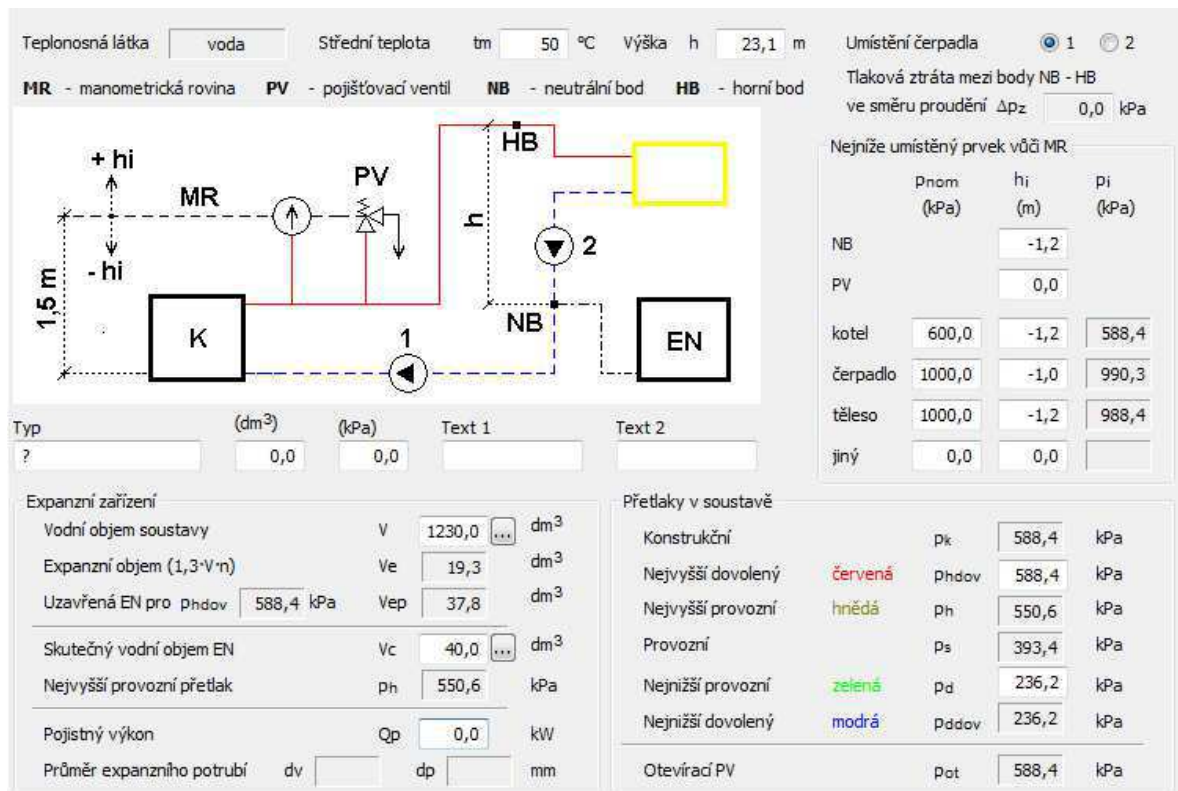 Teplonosná látka voda Střední teplota tm 50 ºC Výška h 23,1 m Umístění čerpadla 1 2
MR - manometrická rovina PV - pojišťovací ventil NB - neutrální bod HB - horní bod
Tlaková ztráta mezi body NB - HB
ve směru proudění Δpz 0,0 kPa
+ hi
MR
PV
HB
- hi
1,5 m
h
2
K
1
NB
EN
Nejníže umístěný prvek vůči MR
Pnom hi Pi
(kPa) (m) (kPa)
NB -1,2
PV 0,0
kotel 600,0 -1,2 588,4
čerpadlo 1000,0 -1,0 990,3
těleso 1000,0 -1,2 988,4
jiný 0,0 0,0
Typ (dm3) (kPa) Text 1 Text 2
? 0,0 0,0
Expanzní zařízení
Vodní objem soustavy V 1230,0 ... dm3
Expanzní objem (1,3·V·n) Ve 19,3 dm3
Uzavřená EN pro Phdov 588,4 kPa Vep 37,8 dm3
Skutečný vodní objem EN Vc 40,0 ... dm3
Nejvyšší provozní přetlak Ph 550,6 kPa
Pojistný výkon Qp 0,0 kW
Průměr expanzního potrubí dv dp mm
Přetlaky v soustavě
Konstrukční Pk 588,4 kPa
Nejvyšší dovolený červená Phdov 588,4 kPa
Nejvyšší provozní hnědá Ph 550,6 kPa
Provozní Ps 393,4 kPa
Nejnižší provozní zelená Pd 236,2 kPa
Nejnižší dovolený modrá Pddov 236,2 kPa
Otevírací PV Pot 588,4 kPa